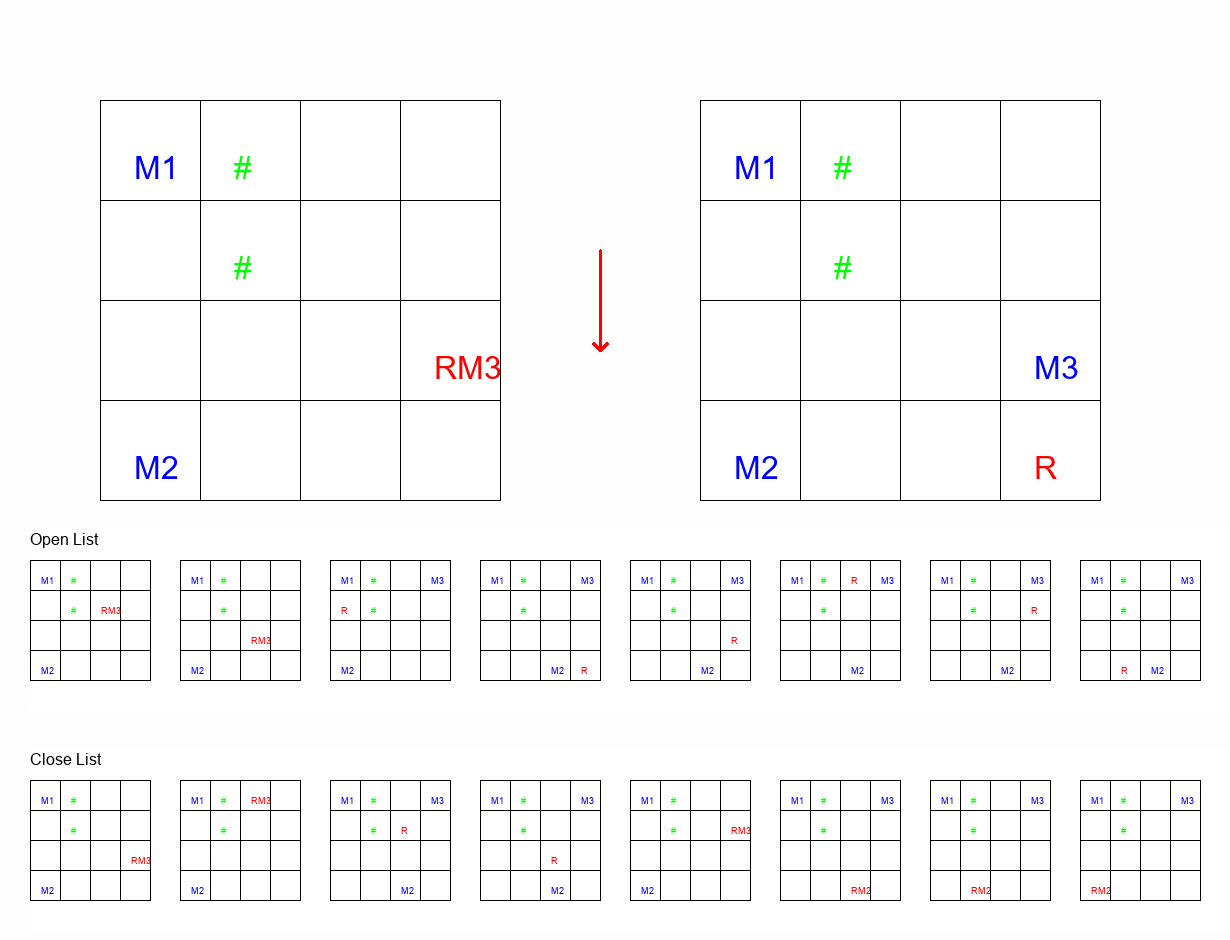 M1 # M1 #
# #
RM3 M3
M2 M2 R
Open List
M1 # M1 # M1 # M3 M1 # M3 M1 # M3 M1 # R M3 M1 # M3 M1 # M3
# RM3 # R # # # # # R #
RM3 R
M2 M2 M2 M2 R M2 M2 M2 R M2
Close List
M1 # M1 # RM3 M1 # M3 M1 # M3 M1 # M1 # M3 M1 # M3 M1 # M3
# # # R # # RM3 # # #
RM3 R
M2 M2 M2 M2 M2 RM2 RM2 RM2